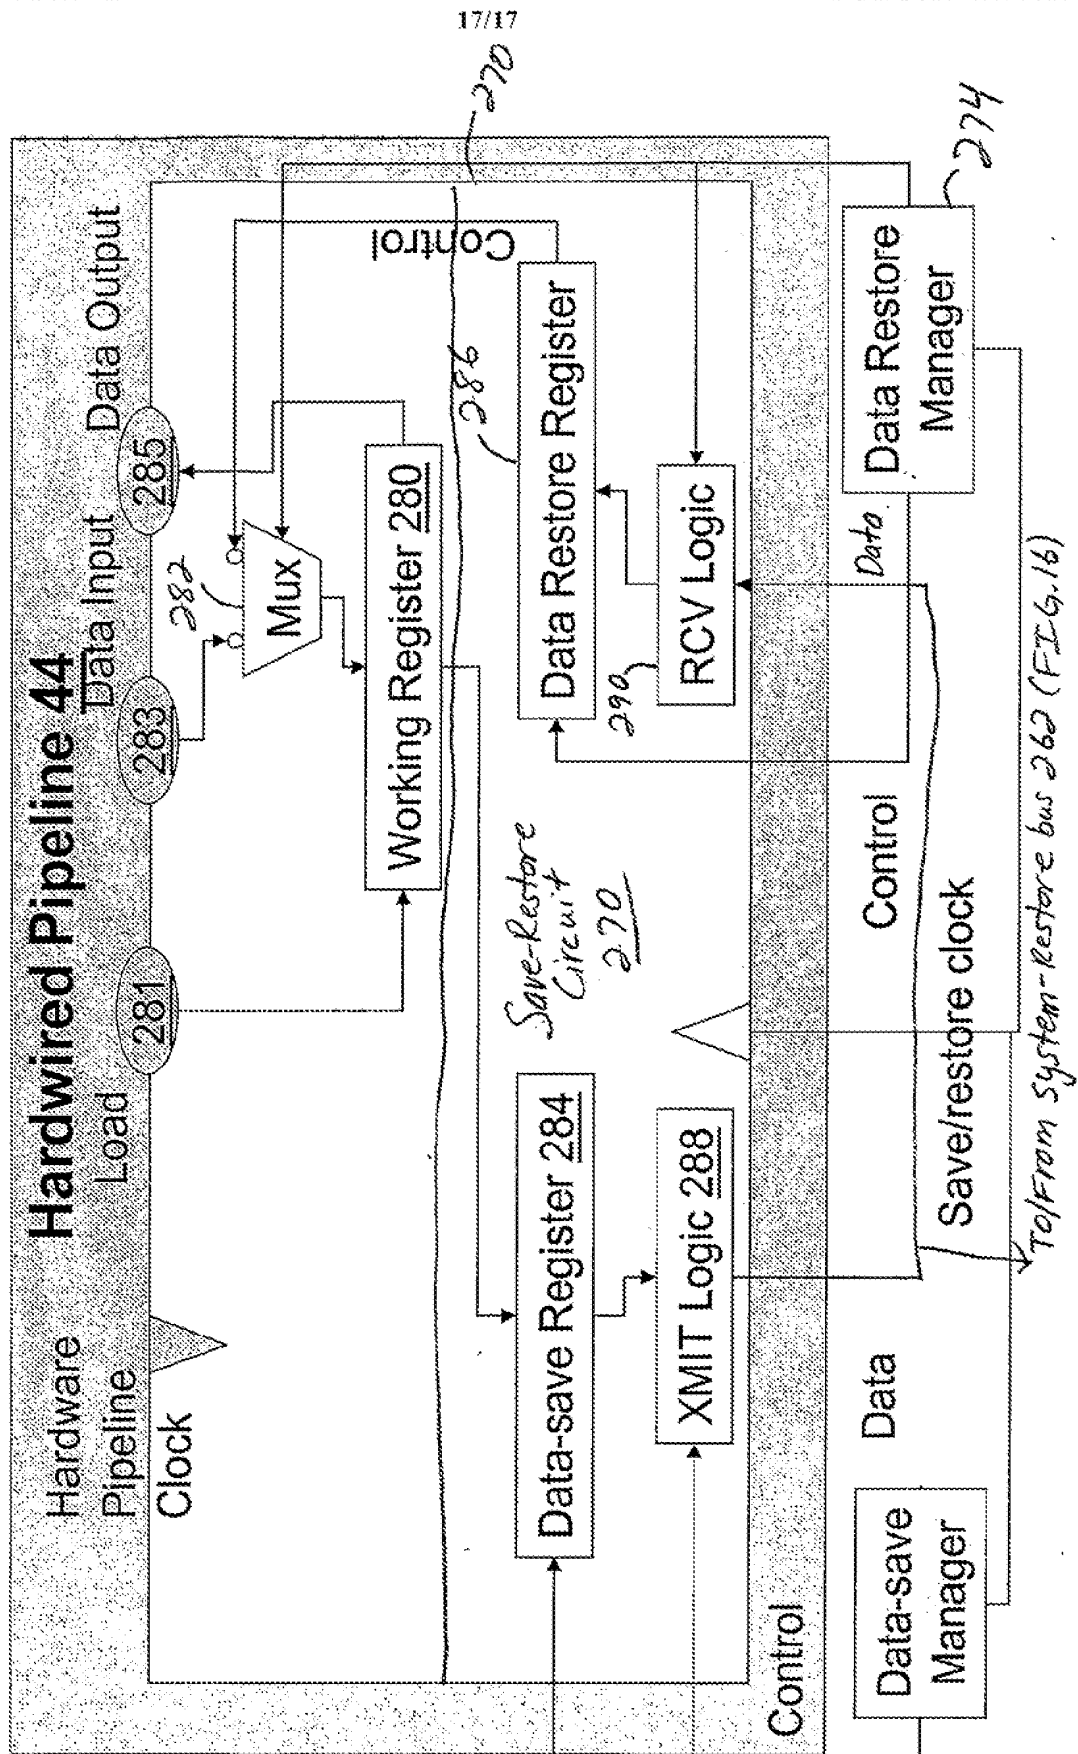 17/17
Hardwired Pipeline 44
Hardware
Pipeline
Clock
Load
Data Input
Data Output
281
283
285
282
Mux
270
Working Register 280
Control
Save-Restore
Circuit
270
286
Data-save Register 284
Data Restore Register
290
XMIT Logic 288
RCV Logic
Control
Data
Control
Data
Save/restore clock
Data-save
Manager
Data Restore
Manager
274
To/From System-Restore bus 262 (FIG.16)